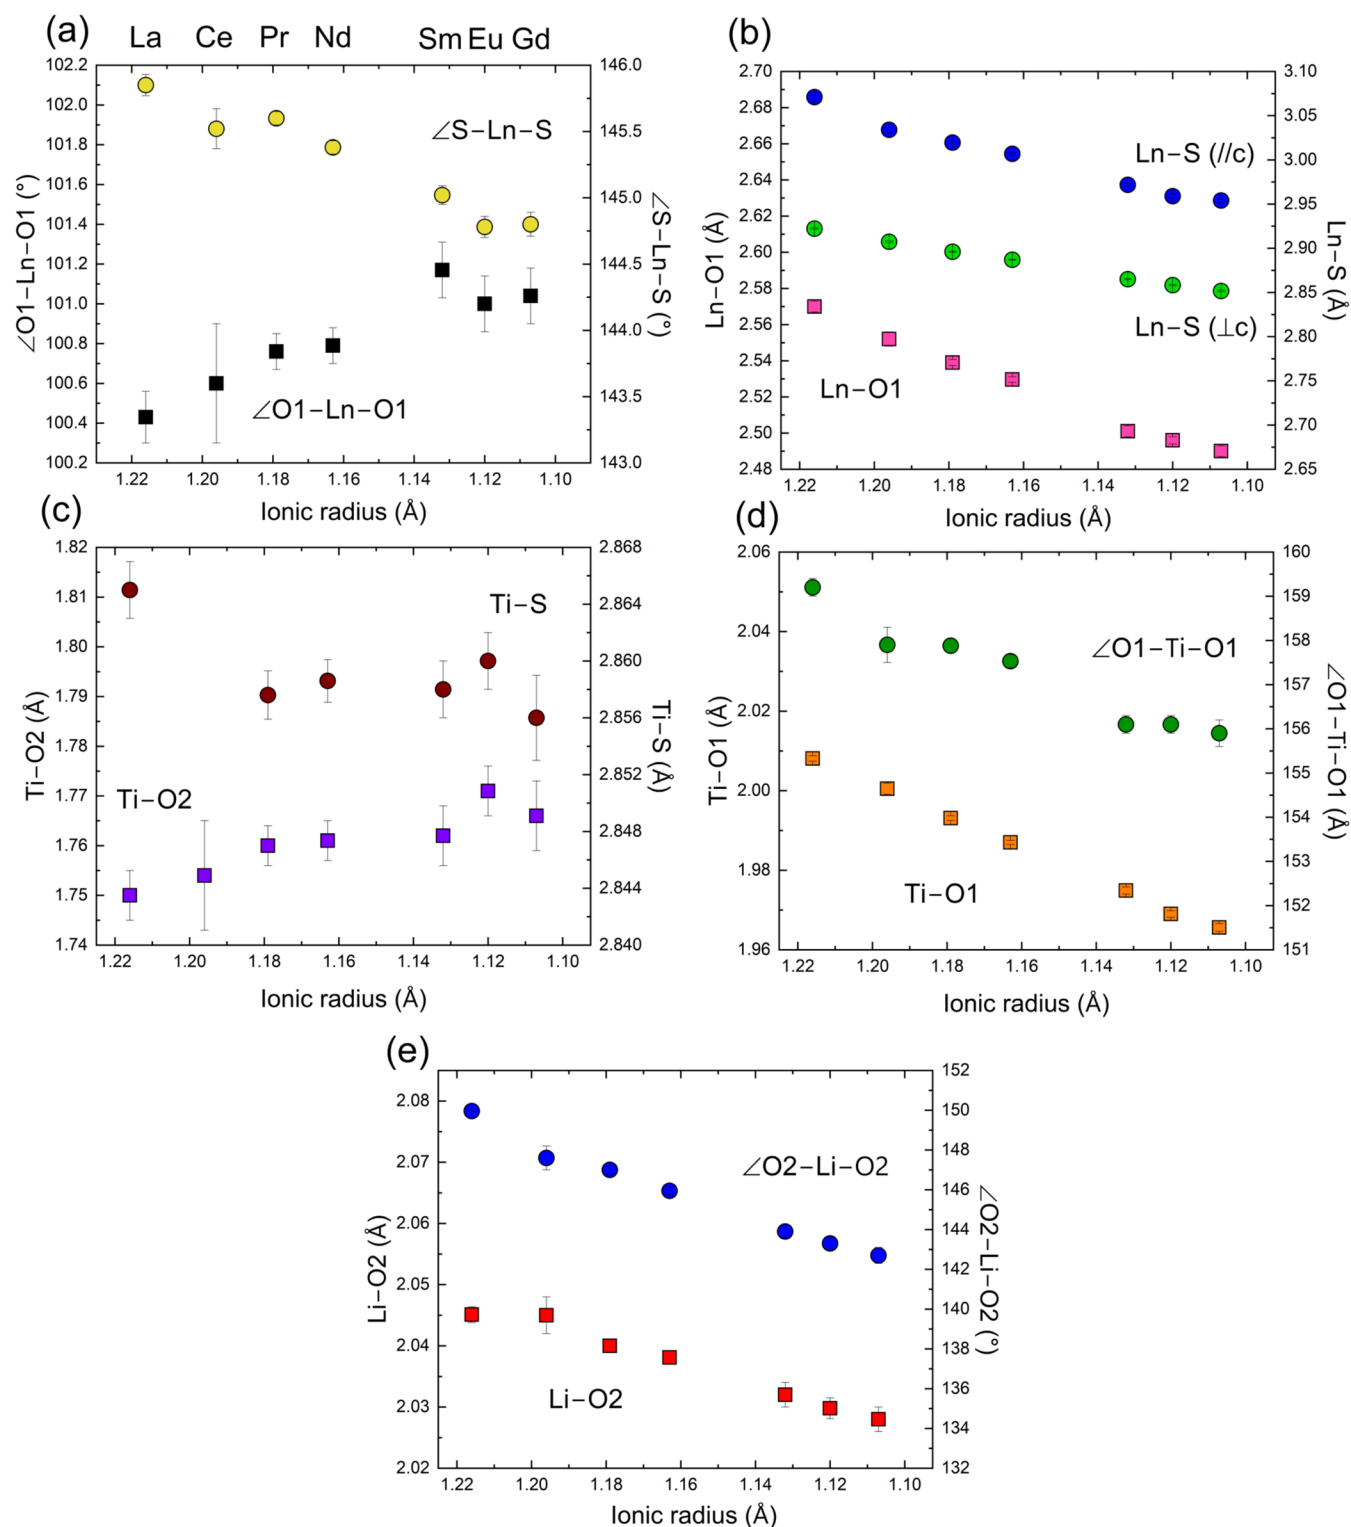 (a)
La Ce Pr Nd Sm Eu Gd
102.2
102.0
101.8
101.6
101.4
101.2
101.0
100.8
100.6
100.4
100.2
∠O1−Ln−O1 (°)
∠S−Ln−S
∠O1−Ln−O1
146.0
145.5
145.0
144.5
144.0
143.5
143.0
∠S−Ln−S (°)
1.22 1.20 1.18 1.16 1.14 1.12 1.10
Ionic radius (Å)
(b)
2.70
2.68
2.66
2.64
2.62
2.60
2.58
2.56
2.54
2.52
2.50
2.48
Ln−O1 (Å)
Ln−S (//c)
Ln−S (⊥c)
Ln−O1
3.10
3.05
3.00
2.95
2.90
2.85
2.80
2.75
2.70
2.65
Ln−S (Å)
1.22 1.20 1.18 1.16 1.14 1.12 1.10
Ionic radius (Å)
(c)
1.82
1.81
1.80
1.79
1.78
1.77
1.76
1.75
1.74
Ti−O2 (Å)
Ti−S
Ti−O2
2.868
2.864
2.860
2.856
2.852
2.848
2.844
2.840
Ti−S (Å)
1.22 1.20 1.18 1.16 1.14 1.12 1.10
Ionic radius (Å)
(d)
2.06
2.04
2.02
2.00
1.98
1.96
Ti−O1 (Å)
∠O1−Ti−O1
Ti−O1
160
159
158
157
156
155
154
153
152
151
∠O1−Ti−O1 (Å)
1.22 1.20 1.18 1.16 1.14 1.12 1.10
Ionic radius (Å)
(e)
2.08
2.07
2.06
2.05
2.04
2.03
2.02
Li−O2 (Å)
∠O2−Li−O2
Li−O2
152
150
148
146
144
142
140
138
136
134
132
∠O2−Li−O2 (°)
1.22 1.20 1.18 1.16 1.14 1.12 1.10
Ionic radius (Å)